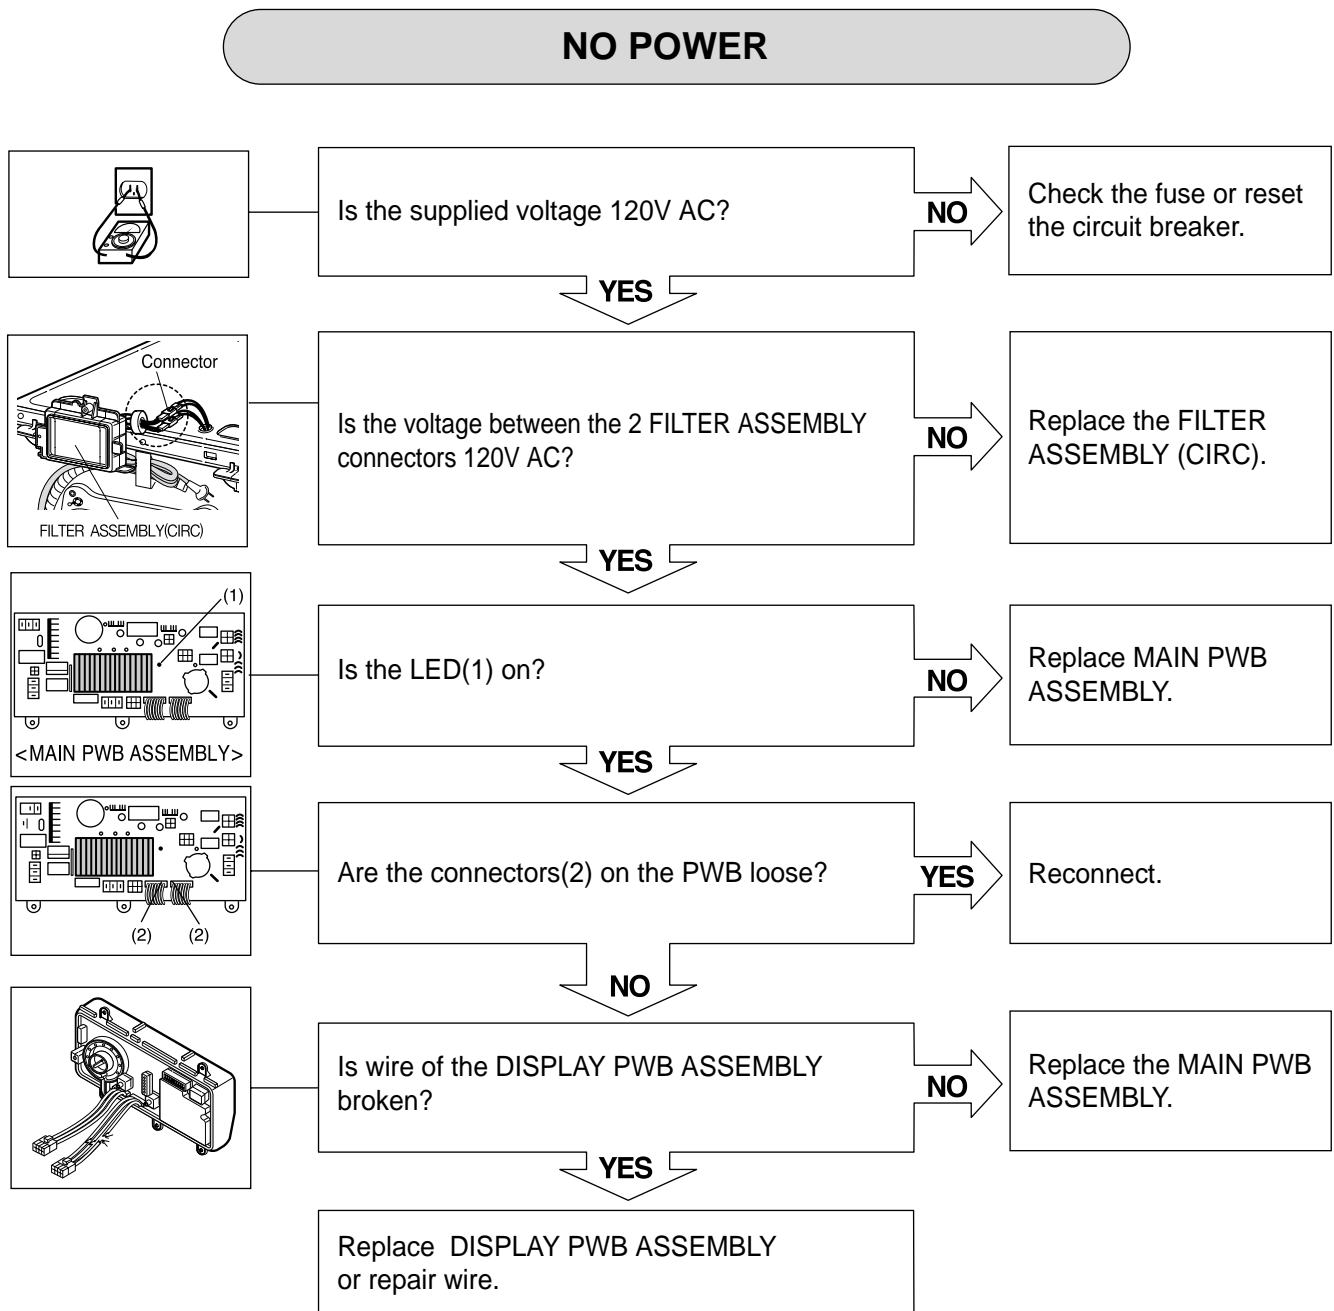 NO POWER
Is the supplied voltage 120V AC?
NO
Check the fuse or reset
the circuit breaker.
YES
Connector
FILTER ASSEMBLY(CIRC)
Is the voltage between the 2 FILTER ASSEMBLY
connectors 120V AC?
NO
Replace the FILTER
ASSEMBLY (CIRC).
YES
(1)
<MAIN PWB ASSEMBLY>
Is the LED(1) on?
NO
Replace MAIN PWB
ASSEMBLY.
YES
(2) (2)
Are the connectors(2) on the PWB loose?
YES
Reconnect.
NO
Is wire of the DISPLAY PWB ASSEMBLY
broken?
NO
Replace the MAIN PWB
ASSEMBLY.
YES
Replace DISPLAY PWB ASSEMBLY
or repair wire.